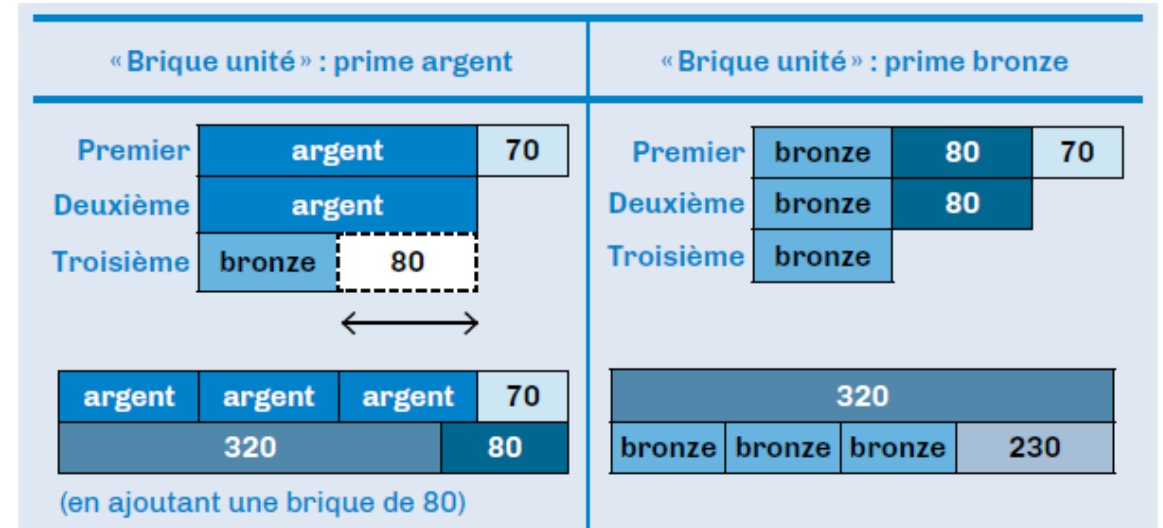 « Brique unité » : prime argent
Premier argent 70
Deuxième argent
Troisième bronze 80
argent argent argent 70
320 80
(en ajoutant une brique de 80)
« Brique unité » : prime bronze
Premier bronze 80 70
Deuxième bronze 80
Troisième bronze
320
bronze bronze bronze 230